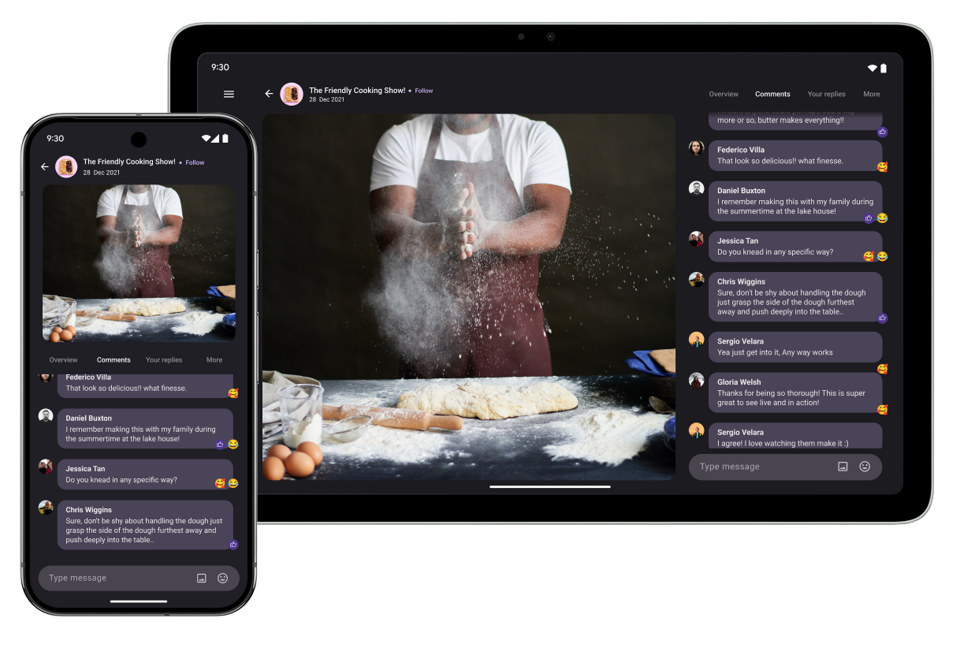 9:30
The Friendly Cooking Show! • Follow
28 Dec 2021
Overview Comments Your replies More
more or so, butter makes everything!!
Federico Villa
That look so delicious!! what finesse.
Daniel Buxton
I remember making this with my family during
the summertime at the lake house!
Jessica Tan
Do you knead in any specific way?
Chris Wiggins
Sure, don't be shy about handling the dough
just grasp the side of the dough furthest
away and push deeply into the table..
Sergio Velara
Yea just get into it, Any way works
Gloria Welsh
Thanks for being so thorough! This is super
great to see live and in action!
Sergio Velara
I agree! I love watching them make it :)
Type message
9:30
The Friendly Cooking Show! • Follow
28 Dec 2021
Overview Comments Your replies More
Federico Villa
That look so delicious!! what finesse.
Daniel Buxton
I remember making this with my family during
the summertime at the lake house!
Jessica Tan
Do you knead in any specific way?
Chris Wiggins
Sure, don't be shy about handling the dough just
grasp the side of the dough furthest away and
push deeply into the table..
Type message